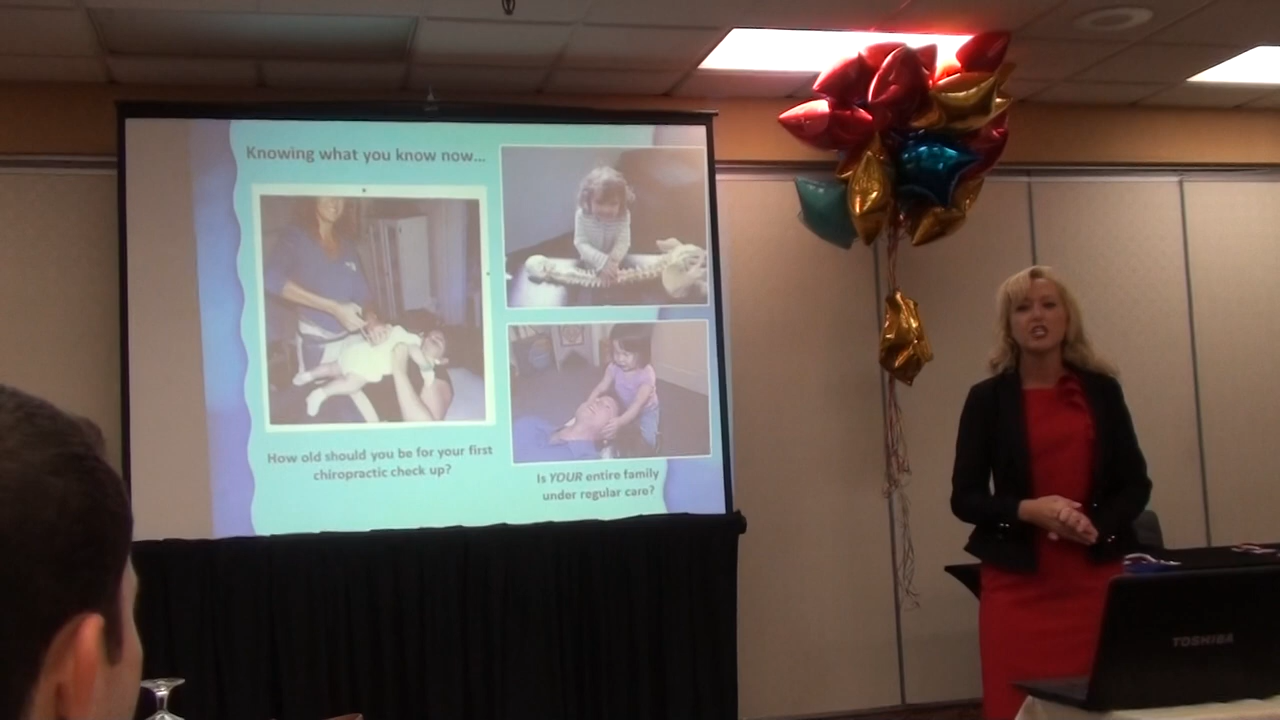 Knowing what you know now...
How old should you be for your first
chiropractic check up?
Is YOUR entire family
under regular care?
TOSHIBA